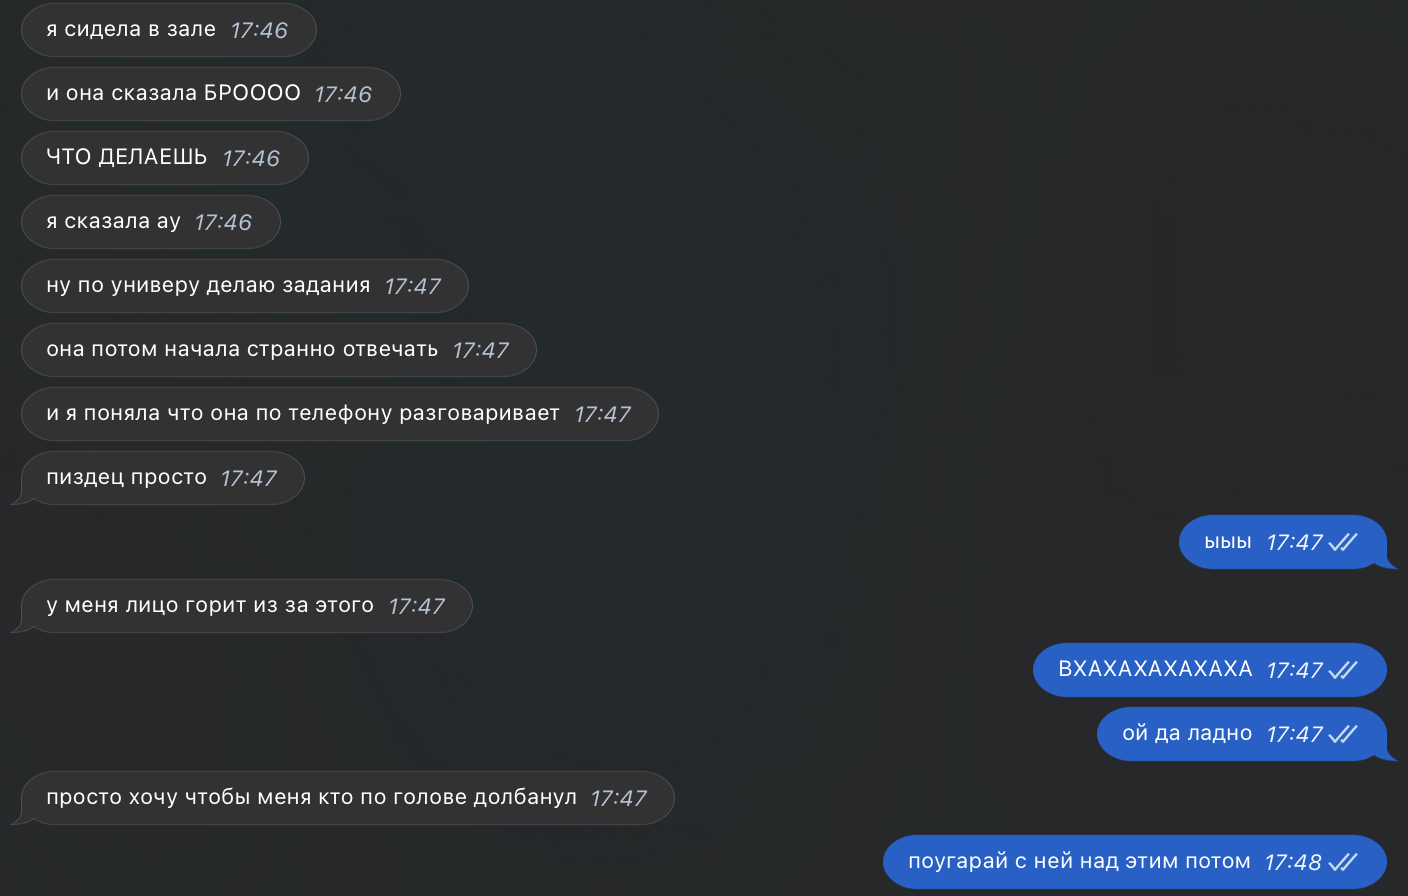 я сидела в зале 17:46
и она сказала БРОООО 17:46
ЧТО ДЕЛАЕШЬ 17:46
я сказала ау 17:46
ну по универу делаю задания 17:47
она потом начала странно отвечать 17:47
и я поняла что она по телефону разговаривает 17:47
пиздец просто 17:47
ыыы 17:47
у меня лицо горит из за этого 17:47
ВХАХАХАХАХАХА 17:47
ой да ладно 17:47
просто хочу чтобы меня кто по голове долбанул 17:47
поугарай с ней над этим потом 17:48